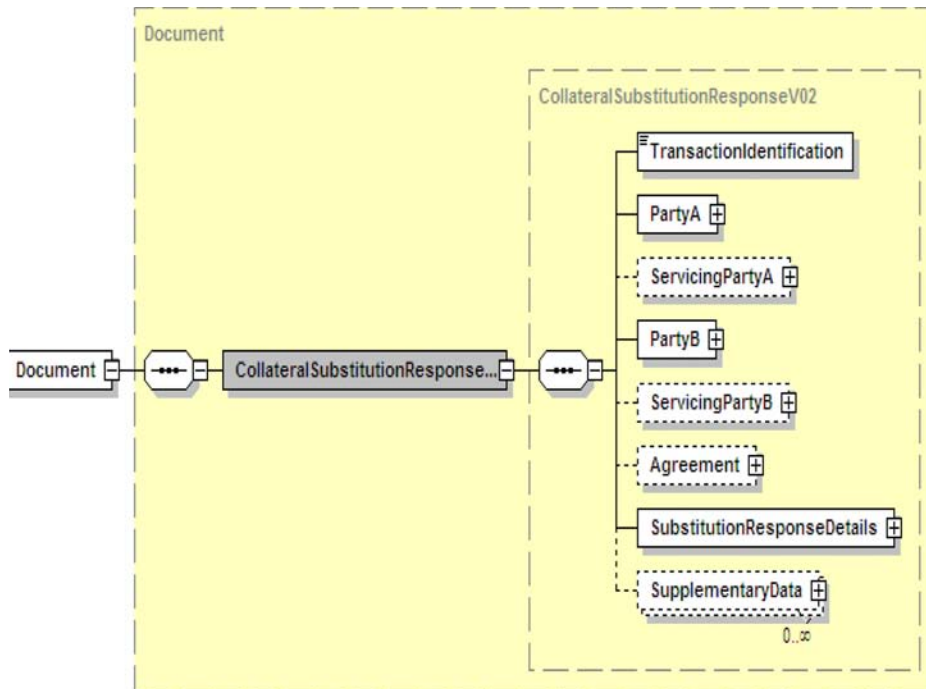 Document
CollateralSubstitutionResponseV02
TransactionIdentification
PartyA
ServicingPartyA
PartyB
Document
CollateralSubstitutionResponse...
ServicingPartyB
Agreement
SubstitutionResponseDetails
SupplementaryData
0..∞